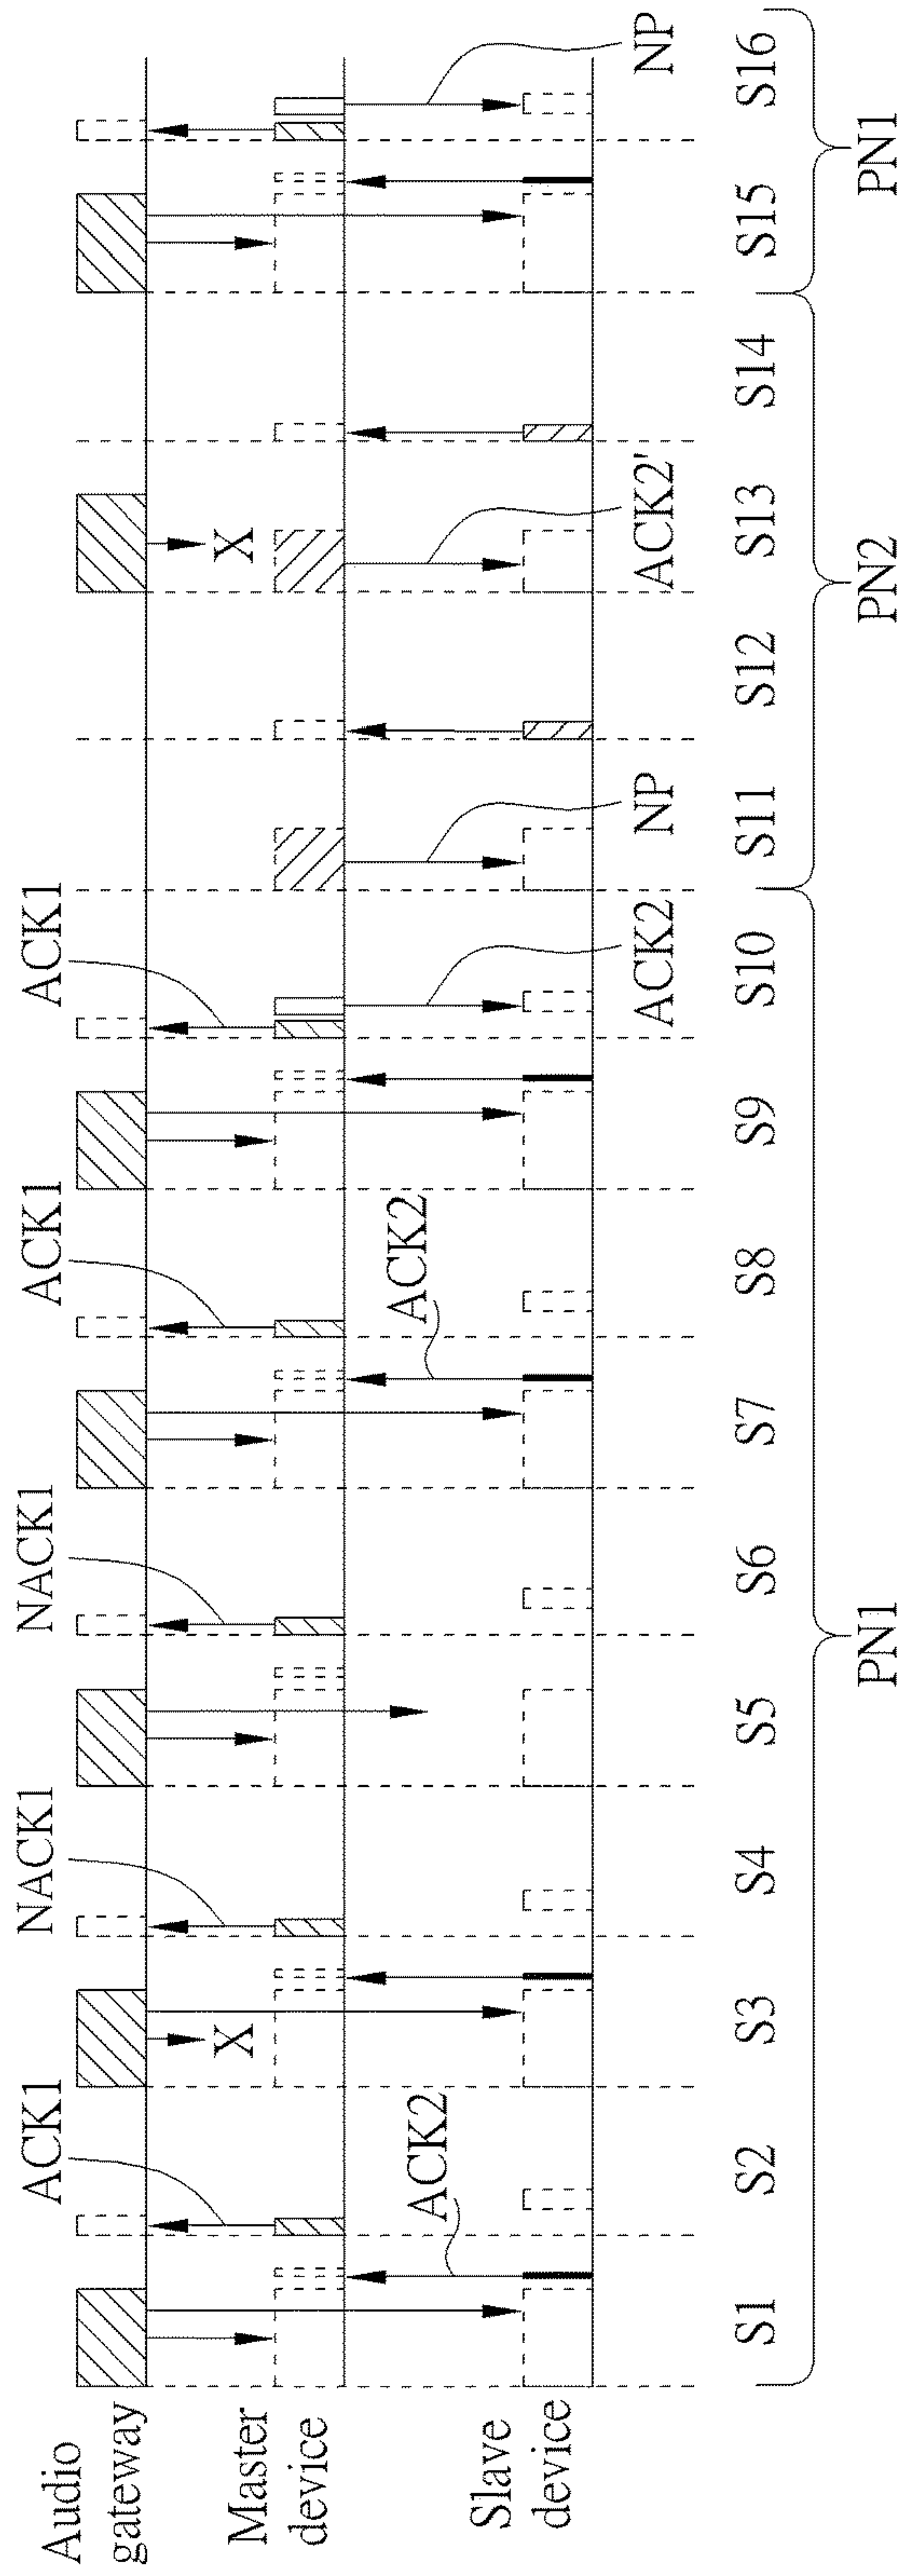 ACK1 NACK1 NACK1 ACK1 ACK1
Audio
gateway
X X
Master
device
ACK2 ACK2
Slave
device
ACK2 NP ACK2' NP
S1 S2 S3 S4 S5 S6 S7 S8 S9 S10 S11 S12 S13 S14 S15 S16
PN1 PN2 PN1